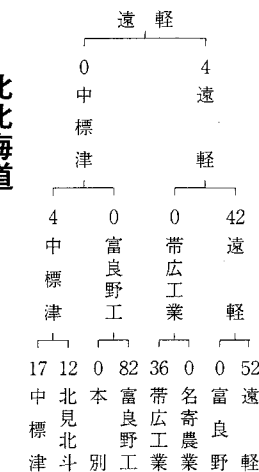 北北海道
遠軽
0 4
中標津 遠軽
4 0 0 42
中標津 富良野工 帯広工業 遠軽
17 12 0 82 36 0 0 52
中標津 北見北斗 本別 富良野工 帯広工業 名寄農業 富良野 遠軽